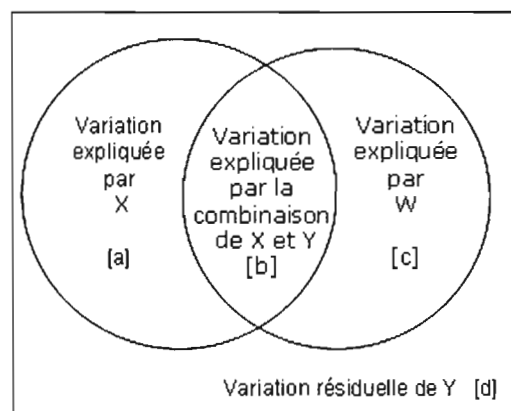 Variation
expliquée
par
X
[a]
Variation
expliquée
par la
combinaison
de X et Y
[b]
Variation
expliquée
par
W
[c]
Variation résiduelle de Y [d]